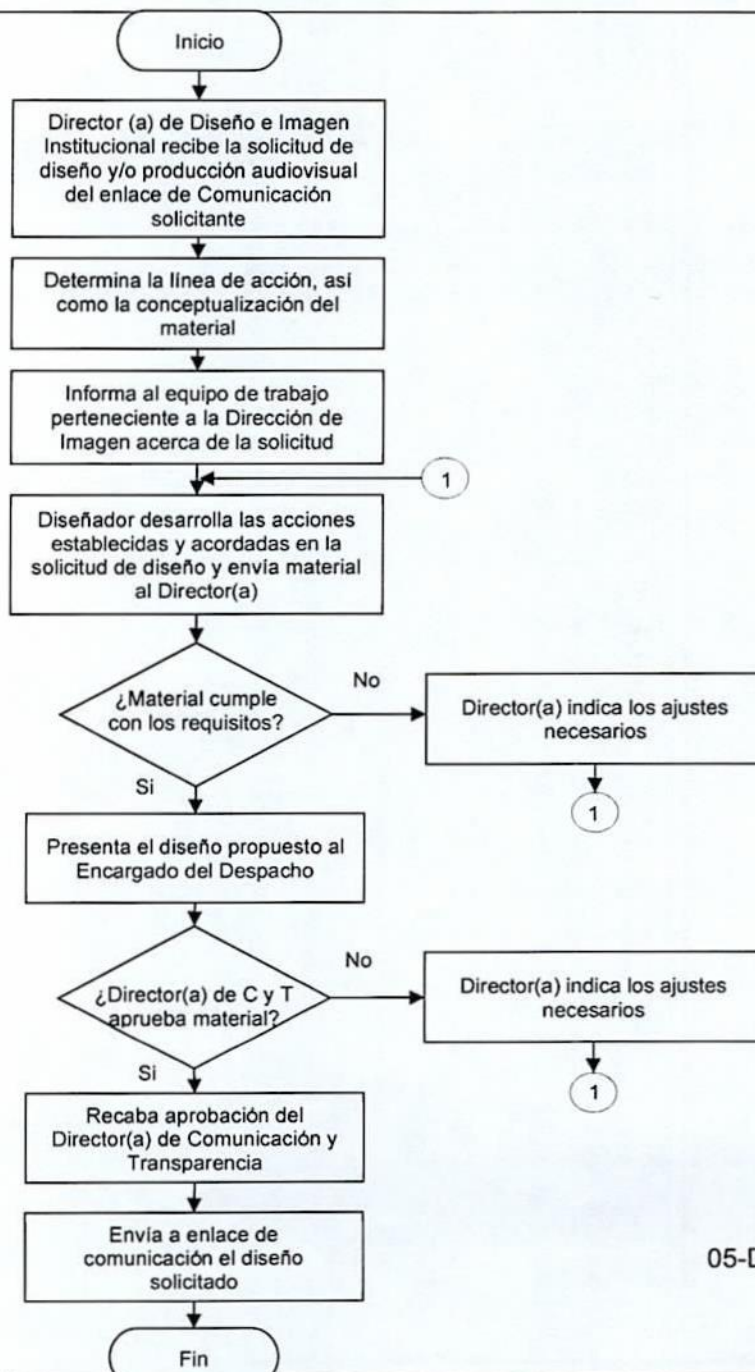 Inicio
Director (a) de Diseño e Imagen
Institucional recibe la solicitud de
diseño y/o producción audiovisual
del enlace de Comunicación
solicitante
Determina la línea de acción, así
como la conceptualización del
material
Informa al equipo de trabajo
perteneciente a la Dirección de
Imagen acerca de la solicitud
1
Diseñador desarrolla las acciones
establecidas y acordadas en la
solicitud de diseño y envía material
al Director(a)
¿Material cumple
con los requisitos?
No
Director(a) indica los ajustes
necesarios
1
Si
Presenta el diseño propuesto al
Encargado del Despacho
¿Director(a) de C y T
aprueba material?
No
Director(a) indica los ajustes
necesarios
1
Si
Recaba aprobación del
Director(a) de Comunicación y
Transparencia
Envía a enlace de
comunicación el diseño
solicitado
05-D
Fin